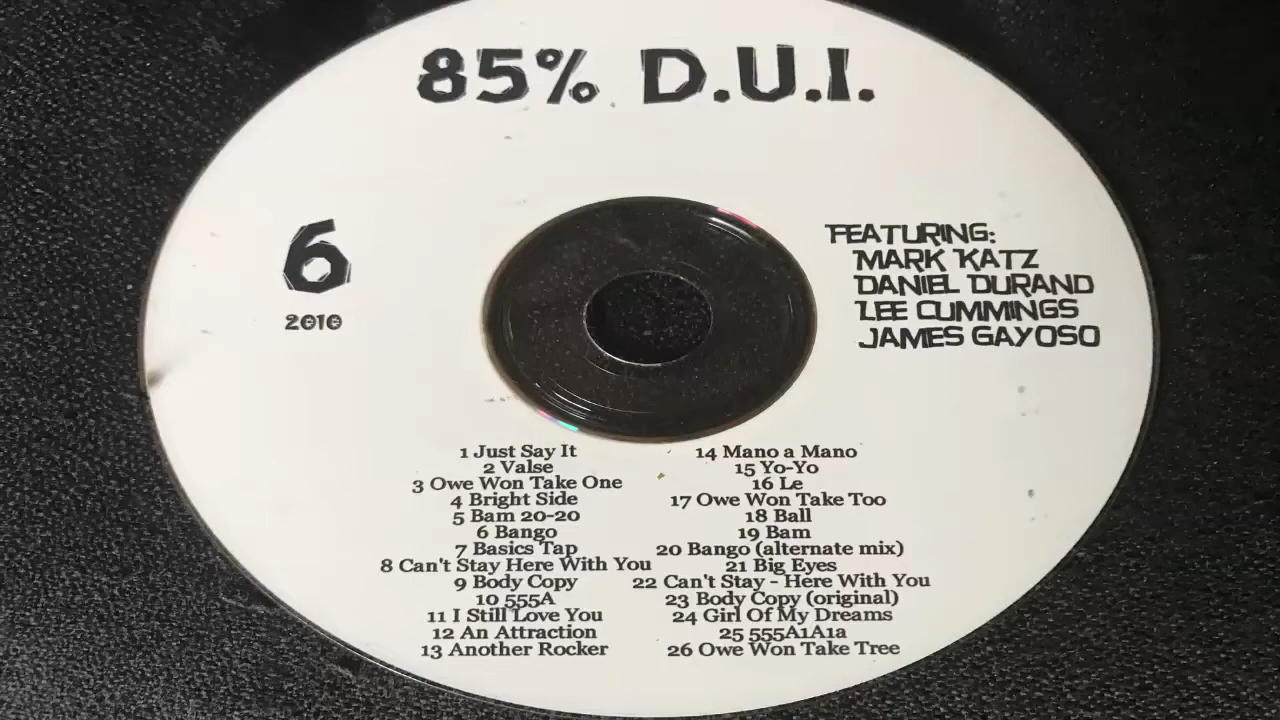 85% D.U.I.
6
2010
FEATURING:
MARK KATZ
DANIEL DURAND
LEE CUMMINGS
JAMES GAYOSO
1 Just Say It
2 Valse
3 Owe Won Take One
4 Bright Side
5 Bam 20-20
6 Bango
7 Basics Tap
8 Can't Stay Here With You
9 Body Copy
10 555A
11 I Still Love You
12 An Attraction
13 Another Rocker
14 Mano a Mano
15 Yo-Yo
16 Le
17 Owe Won Take Too
18 Ball
19 Bam
20 Bango (alternate mix)
21 Big Eyes
22 Can't Stay - Here With You
23 Body Copy (original)
24 Girl Of My Dreams
25 555A1A1a
26 Owe Won Take Tree